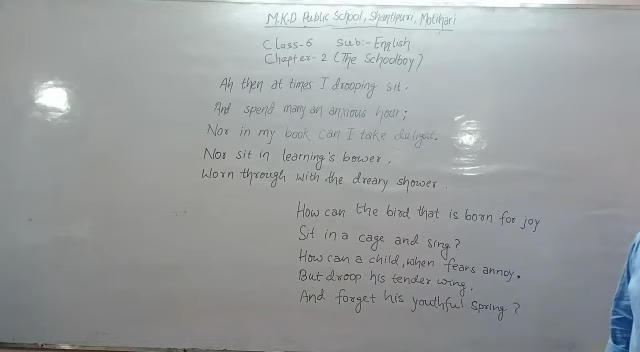 M.K.D Public School, Shantipuri, Motihari
Class-6 Sub:- English
Chapter-2 (The Schoolboy)
Ah then at times I drooping sit,
And spend many an anxious hour;
Nor in my book can I take delight.
Nor sit in learning's bower,
Worn through with the dreary shower.
How can the bird that is born for joy
Sit in a cage and sing?
How can a child, when fears annoy,
But droop his tender wing,
And forget his youthful spring?